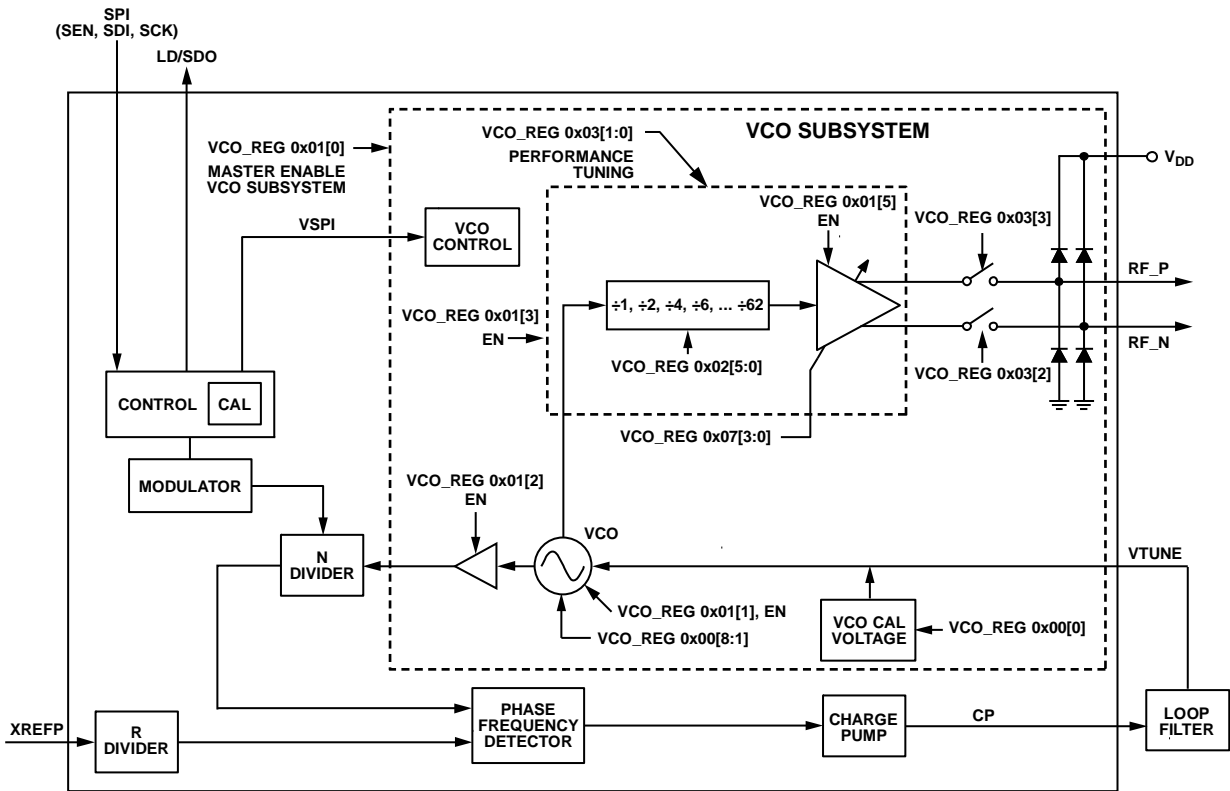 SPI
(SEN, SDI, SCK)
LD/SDO
VCO_REG 0x01[0]
MASTER ENABLE
VCO SUBSYSTEM
VCO_REG 0x03[1:0]
PERFORMANCE
TUNING
VCO SUBSYSTEM
VDD
VSPI
VCO
CONTROL
VCO_REG 0x01[5]
EN
VCO_REG 0x03[3]
RF_P
÷1, ÷2, ÷4, ÷6, ... ÷62
VCO_REG 0x01[3]
EN
RF_N
VCO_REG 0x02[5:0]
VCO_REG 0x03[2]
CONTROL
CAL
VCO_REG 0x07[3:0]
MODULATOR
VCO_REG 0x01[2]
EN
VCO
N
DIVIDER
VTUNE
VCO_REG 0x01[1], EN
VCO_REG 0x00[8:1]
VCO CAL
VOLTAGE
VCO_REG 0x00[0]
XREFP
R
DIVIDER
PHASE
FREQUENCY
DETECTOR
CHARGE
PUMP
CP
LOOP
FILTER